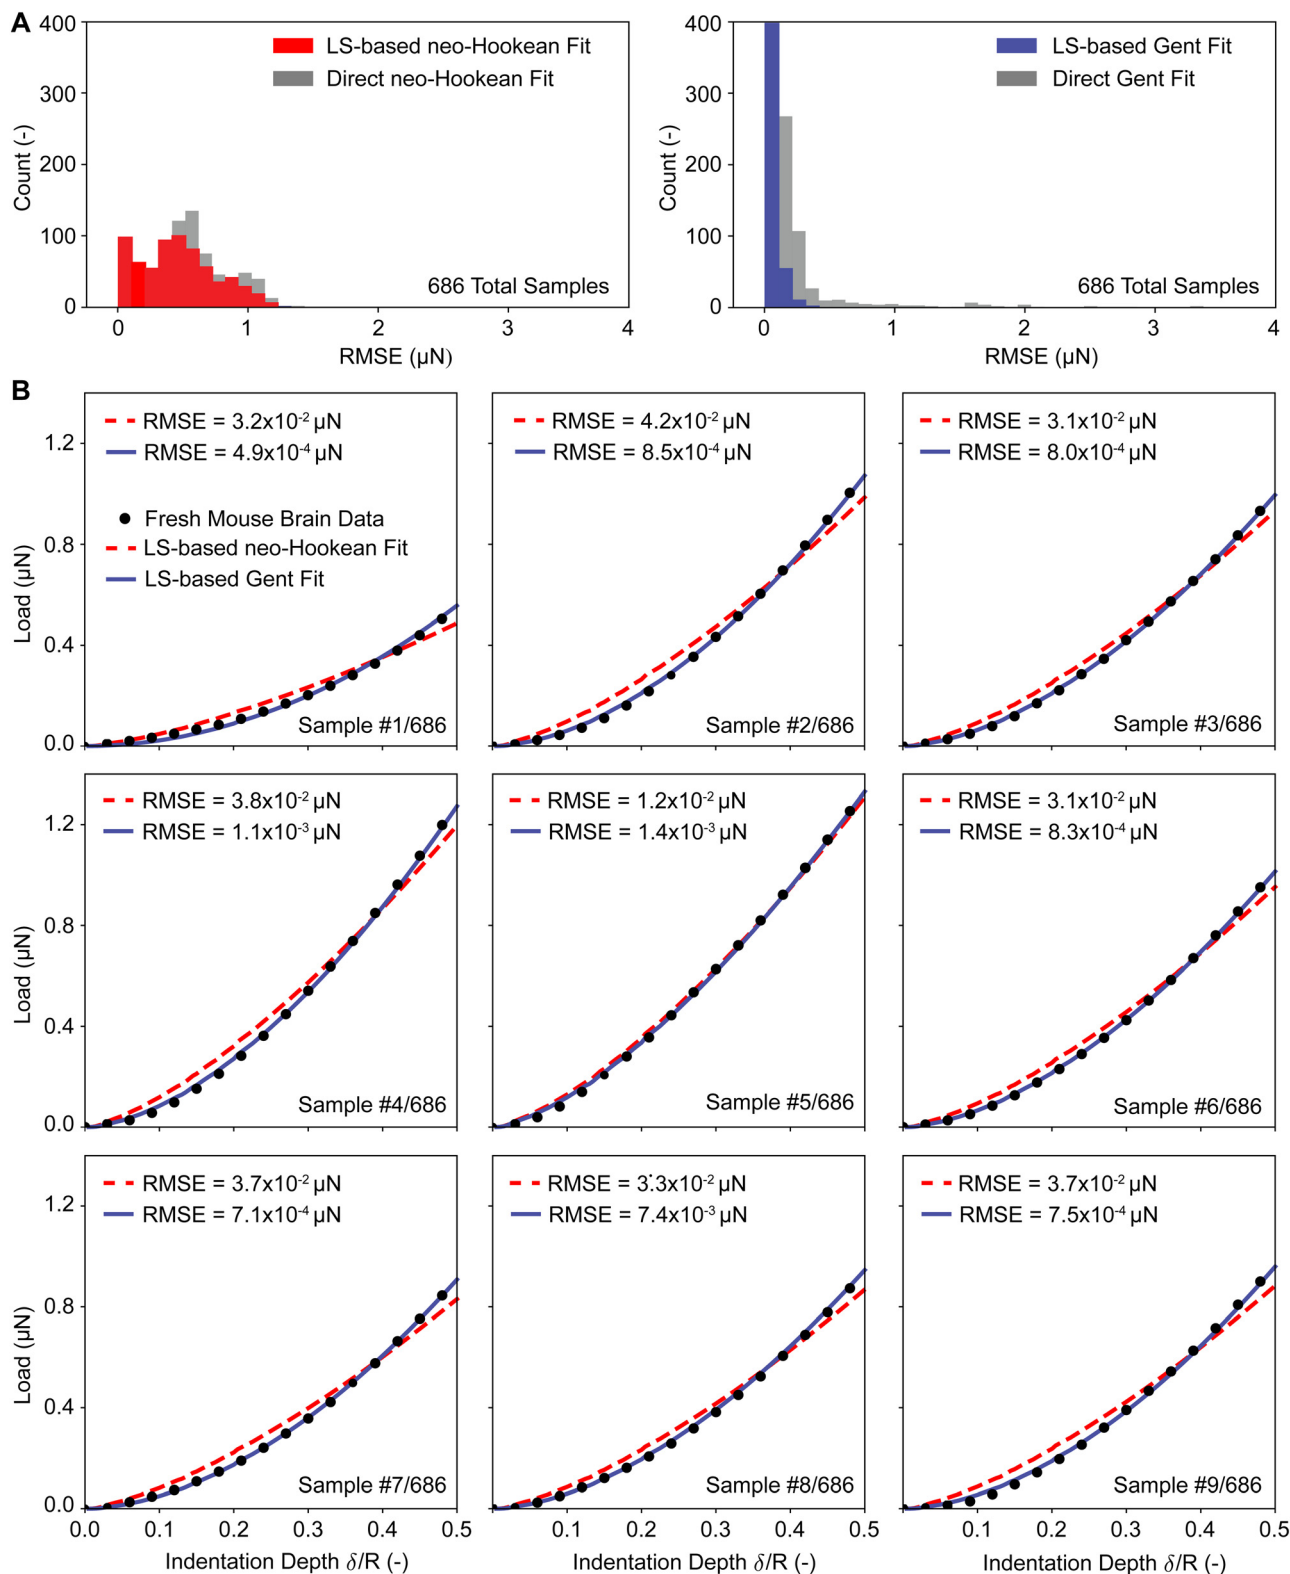 A
400
300
200
100
0
Count (-)
LS-based neo-Hookean Fit
Direct neo-Hookean Fit
686 Total Samples
0 1 2 3 4
RMSE (µN)
400
300
200
100
0
Count (-)
LS-based Gent Fit
Direct Gent Fit
686 Total Samples
0 1 2 3 4
RMSE (µN)
B
1.2
0.8
0.4
0.0
Load (µN)
RMSE = 3.2x10⁻² µN
RMSE = 4.9x10⁻⁴ µN
Fresh Mouse Brain Data
LS-based neo-Hookean Fit
LS-based Gent Fit
Sample #1/686
RMSE = 4.2x10⁻² µN
RMSE = 8.5x10⁻⁴ µN
Sample #2/686
RMSE = 3.1x10⁻² µN
RMSE = 8.0x10⁻⁴ µN
Sample #3/686
1.2
0.8
0.4
0.0
Load (µN)
RMSE = 3.8x10⁻² µN
RMSE = 1.1x10⁻³ µN
Sample #4/686
RMSE = 1.2x10⁻² µN
RMSE = 1.4x10⁻³ µN
Sample #5/686
RMSE = 3.1x10⁻² µN
RMSE = 8.3x10⁻⁴ µN
Sample #6/686
1.2
0.8
0.4
0.0
Load (µN)
RMSE = 3.7x10⁻² µN
RMSE = 7.1x10⁻⁴ µN
Sample #7/686
0.0 0.1 0.2 0.3 0.4 0.5
Indentation Depth δ/R (-)
RMSE = 3.3x10⁻² µN
RMSE = 7.4x10⁻³ µN
Sample #8/686
0.1 0.2 0.3 0.4 0.5
Indentation Depth δ/R (-)
RMSE = 3.7x10⁻² µN
RMSE = 7.5x10⁻⁴ µN
Sample #9/686
0.1 0.2 0.3 0.4 0.5
Indentation Depth δ/R (-)